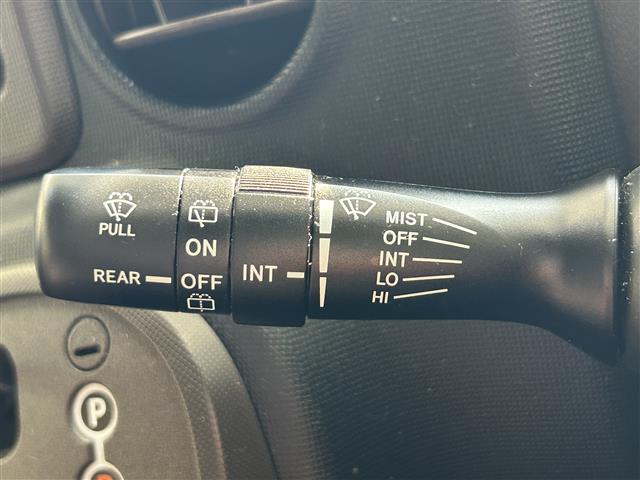 PULL
REAR
ON
OFF
INT
MIST
OFF
INT
LO
HI
P